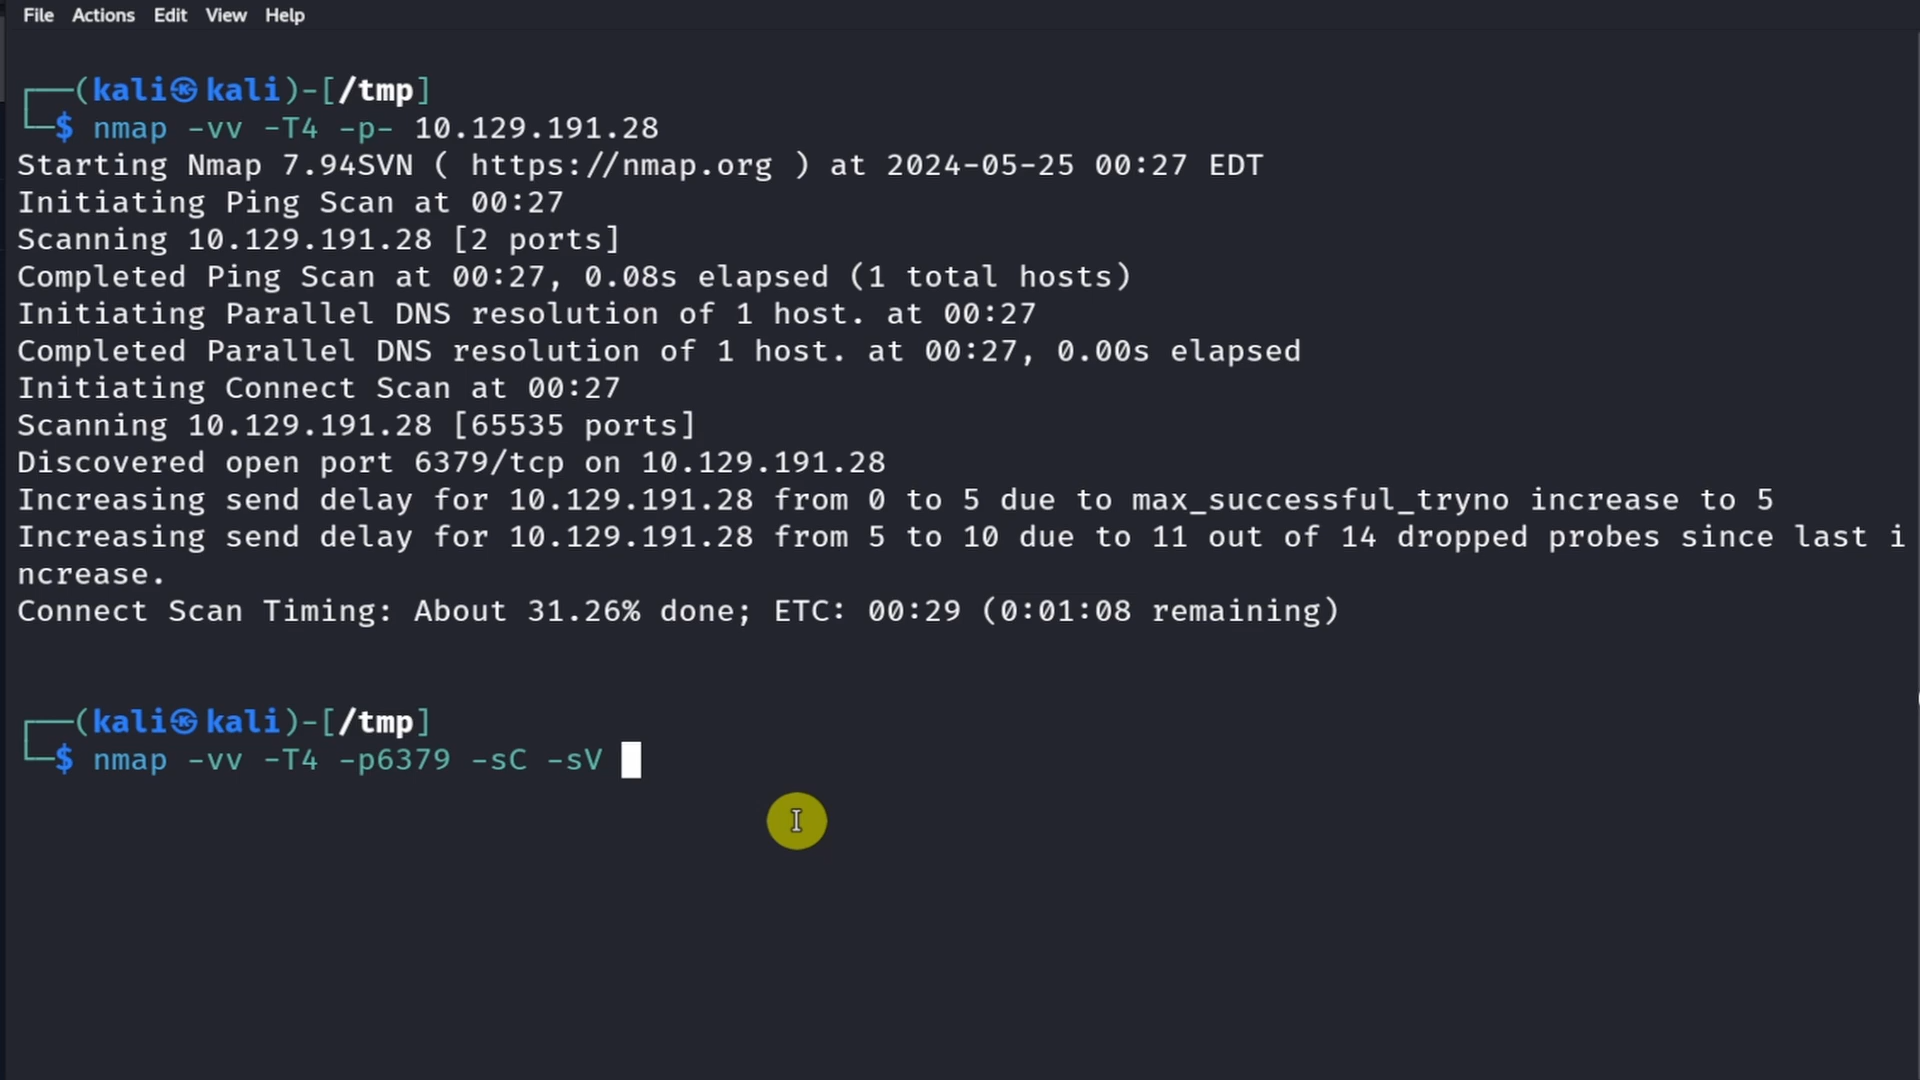 File Actions Edit View Help
┌──(kali㉿kali)-[/tmp]
└─$ nmap -vv -T4 -p- 10.129.191.28
Starting Nmap 7.94SVN ( https://nmap.org ) at 2024-05-25 00:27 EDT
Initiating Ping Scan at 00:27
Scanning 10.129.191.28 [2 ports]
Completed Ping Scan at 00:27, 0.08s elapsed (1 total hosts)
Initiating Parallel DNS resolution of 1 host. at 00:27
Completed Parallel DNS resolution of 1 host. at 00:27, 0.00s elapsed
Initiating Connect Scan at 00:27
Scanning 10.129.191.28 [65535 ports]
Discovered open port 6379/tcp on 10.129.191.28
Increasing send delay for 10.129.191.28 from 0 to 5 due to max_successful_tryno increase to 5
Increasing send delay for 10.129.191.28 from 5 to 10 due to 11 out of 14 dropped probes since last i
ncrease.
Connect Scan Timing: About 31.26% done; ETC: 00:29 (0:01:08 remaining)
┌──(kali㉿kali)-[/tmp]
└─$ nmap -vv -T4 -p6379 -sC -sV